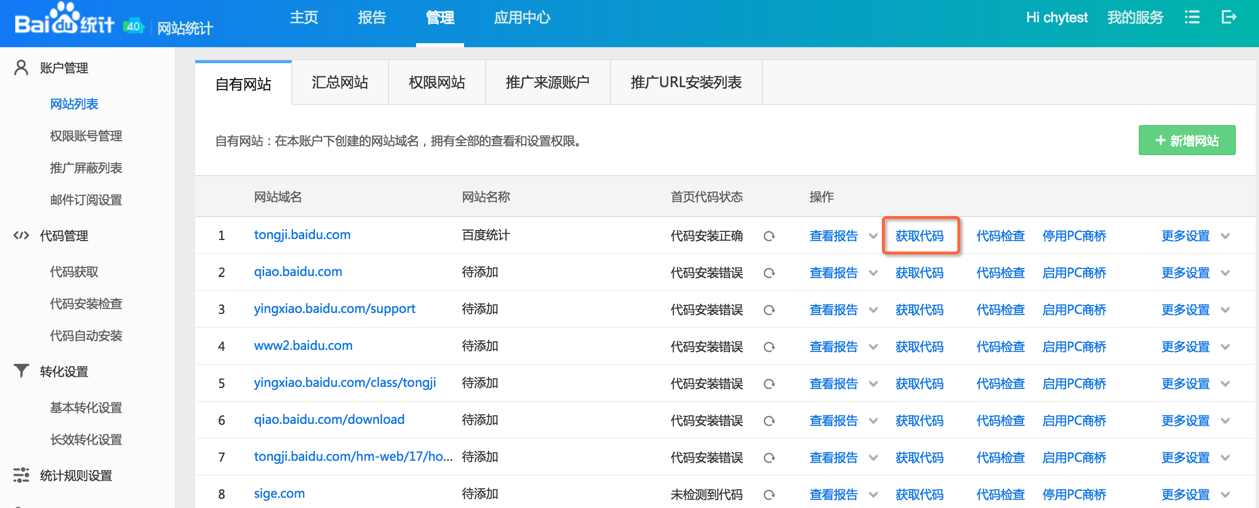 Bai du 统计 4.0 网站统计 主页 报告 管理 应用中心 Hi chytest 我的服务
账户管理
网站列表
权限账号管理
推广屏蔽列表
邮件订阅设置
代码管理
代码获取
代码安装检查
代码自动安装
转化设置
基本转化设置
长效转化设置
统计规则设置
自有网站 汇总网站 权限网站 推广来源账户 推广URL安装列表
自有网站：在本账户下创建的网站域名，拥有全部的查看和设置权限。 + 新增网站
网站域名 网站名称 首页代码状态 操作
1 tongji.baidu.com 百度统计 代码安装正确 查看报告 获取代码 代码检查 停用PC商桥 更多设置
2 qiao.baidu.com 待添加 代码安装错误 查看报告 获取代码 代码检查 启用PC商桥 更多设置
3 yingxiao.baidu.com/support 待添加 代码安装错误 查看报告 获取代码 代码检查 启用PC商桥 更多设置
4 www2.baidu.com 待添加 代码安装错误 查看报告 获取代码 代码检查 启用PC商桥 更多设置
5 yingxiao.baidu.com/class/tongji 待添加 代码安装错误 查看报告 获取代码 代码检查 启用PC商桥 更多设置
6 qiao.baidu.com/download 待添加 代码安装错误 查看报告 获取代码 代码检查 启用PC商桥 更多设置
7 tongji.baidu.com/hm-web/17/ho... 待添加 代码安装错误 查看报告 获取代码 代码检查 启用PC商桥 更多设置
8 sige.com 待添加 未检测到代码 查看报告 获取代码 代码检查 停用PC商桥 更多设置